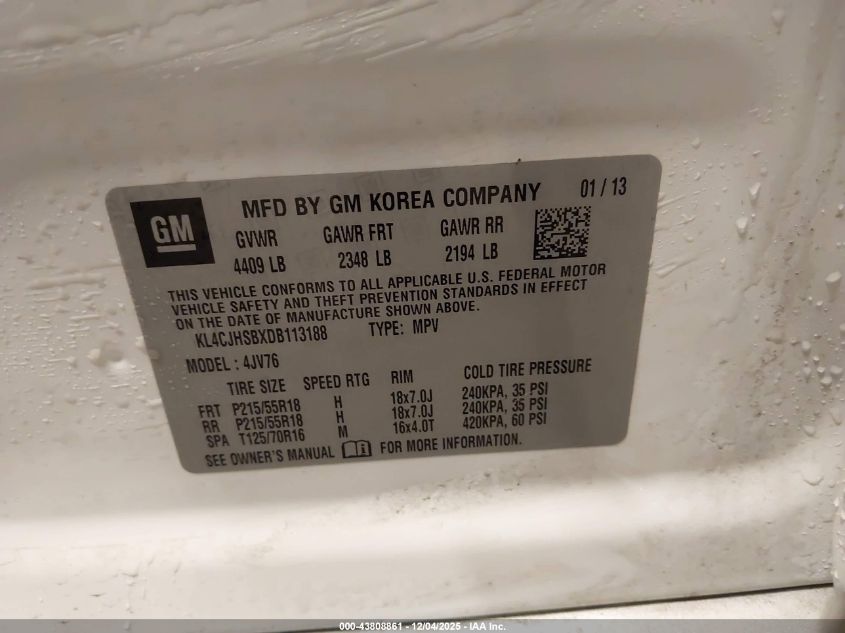 GM MFD BY GM KOREA COMPANY 01 / 13
GVWR GAWR FRT GAWR RR
4409 LB 2348 LB 2194 LB
THIS VEHICLE CONFORMS TO ALL APPLICABLE U.S. FEDERAL MOTOR
VEHICLE SAFETY AND THEFT PREVENTION STANDARDS IN EFFECT
ON THE DATE OF MANUFACTURE SHOWN ABOVE.
KL4CJHSBXDB113188 TYPE: MPV
MODEL : 4JV76
TIRE SIZE SPEED RTG RIM COLD TIRE PRESSURE
FRT P215/55R18 H 18x7.0J 240KPA, 35 PSI
RR P215/55R18 H 18x7.0J 240KPA, 35 PSI
SPA T125/70R16 M 16x4.0T 420KPA, 60 PSI
SEE OWNER'S MANUAL FOR MORE INFORMATION.
000-43808861 - 12/04/2025 - IAA Inc.